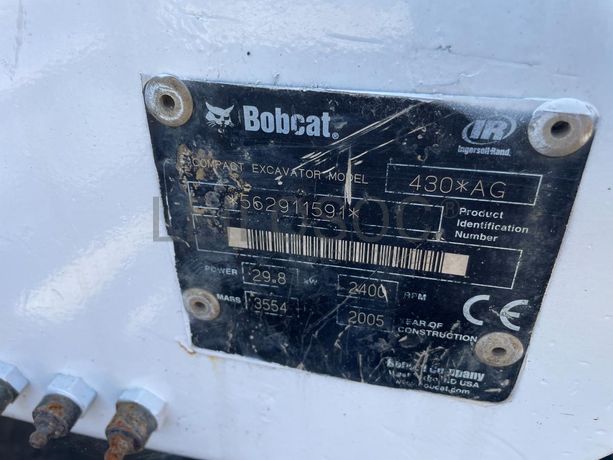 Bobcat®
IR
Ingersoll-Rand
COMPACT EXCAVATOR MODEL 430*AG
*562911591* Product Identification Number
POWER 29.8 kW 2400 RPM
MASS 3554 2005 YEAR OF CONSTRUCTION
CE
Bobcat Company
USA